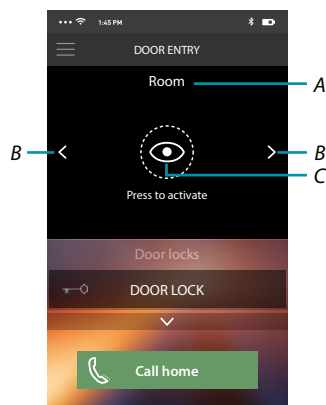 1:45 PM
DOOR ENTRY
Room
A
B
B
C
Press to activate
Door locks
DOOR LOCK
Call home